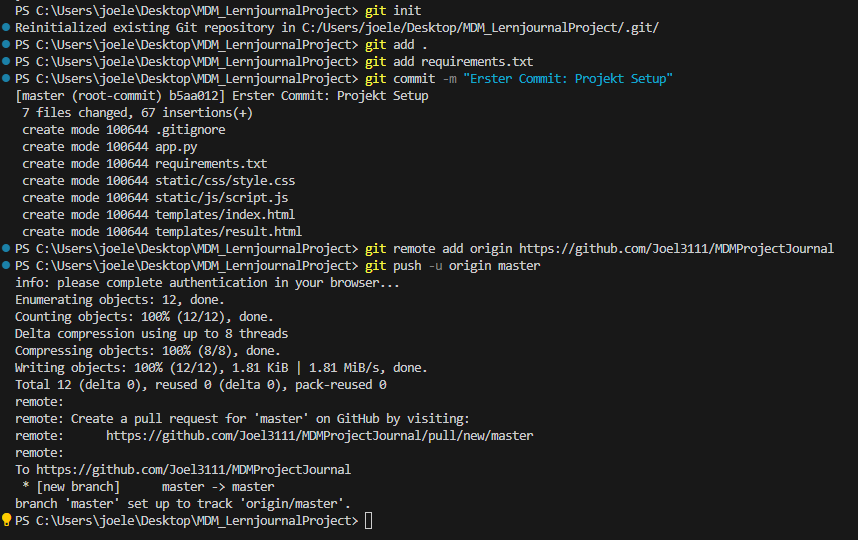 PS C:\Users\joele\Desktop\MDM_LernjournalProject> git init
Reinitialized existing Git repository in C:/Users/joele/Desktop/MDM_LernjournalProject/.git/
PS C:\Users\joele\Desktop\MDM_LernjournalProject> git add .
PS C:\Users\joele\Desktop\MDM_LernjournalProject> git add requirements.txt
PS C:\Users\joele\Desktop\MDM_LernjournalProject> git commit -m "Erster Commit: Projekt Setup"
[master (root-commit) b5aa012] Erster Commit: Projekt Setup
 7 files changed, 67 insertions(+)
 create mode 100644 .gitignore
 create mode 100644 app.py
 create mode 100644 requirements.txt
 create mode 100644 static/css/style.css
 create mode 100644 static/js/script.js
 create mode 100644 templates/index.html
 create mode 100644 templates/result.html
PS C:\Users\joele\Desktop\MDM_LernjournalProject> git remote add origin https://github.com/Joel3111/MDMProjectJournal
PS C:\Users\joele\Desktop\MDM_LernjournalProject> git push -u origin master
info: please complete authentication in your browser...
Enumerating objects: 12, done.
Counting objects: 100% (12/12), done.
Delta compression using up to 8 threads
Compressing objects: 100% (8/8), done.
Writing objects: 100% (12/12), 1.81 KiB | 1.81 MiB/s, done.
Total 12 (delta 0), reused 0 (delta 0), pack-reused 0
remote:
remote: Create a pull request for 'master' on GitHub by visiting:
remote:      https://github.com/Joel3111/MDMProjectJournal/pull/new/master
remote:
To https://github.com/Joel3111/MDMProjectJournal
 * [new branch]      master -> master
branch 'master' set up to track 'origin/master'.
PS C:\Users\joele\Desktop\MDM_LernjournalProject>